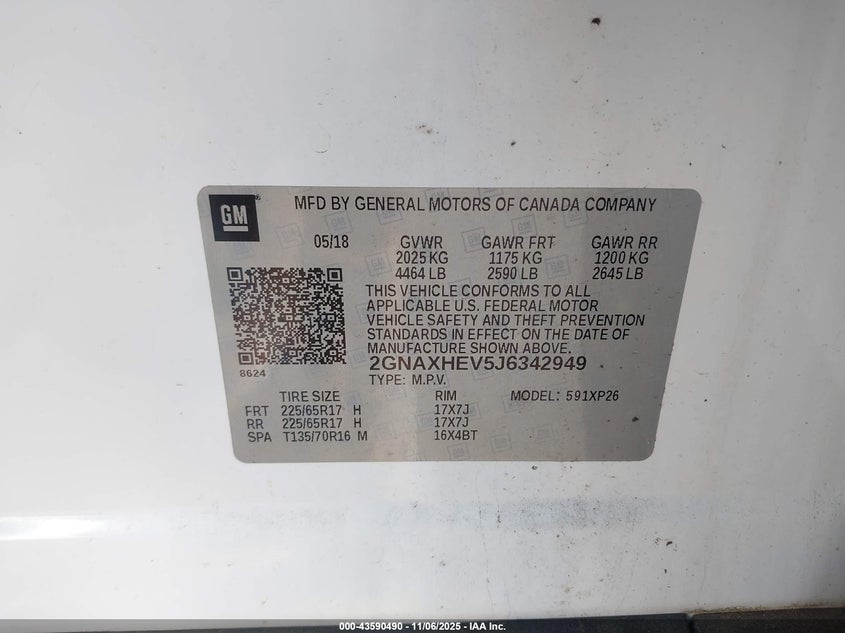 GM
MFD BY GENERAL MOTORS OF CANADA COMPANY
05/18 GVWR GAWR FRT GAWR RR
2025 KG 1175 KG 1200 KG
4464 LB 2590 LB 2645 LB
THIS VEHICLE CONFORMS TO ALL
APPLICABLE U.S. FEDERAL MOTOR
VEHICLE SAFETY AND THEFT PREVENTION
STANDARDS IN EFFECT ON THE DATE OF
MANUFACTURE SHOWN ABOVE.
8624
2GNAXHEV5J6342949
TYPE: M.P.V.
TIRE SIZE RIM MODEL: 591XP26
FRT 225/65R17 H 17X7J
RR 225/65R17 H 17X7J
SPA T135/70R16 M 16X4BT
000-43590490 - 11/06/2025 - IAA Inc.